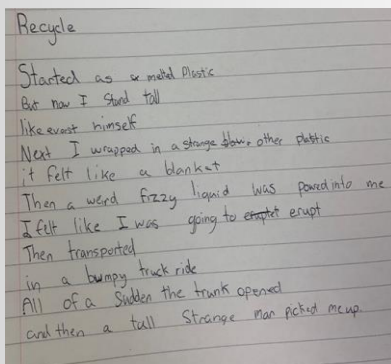 Recycle
Started as a melted Plastic
But now I Stand tall
like everst himself
Next I wrapped in a strange other plastic
it felt like a blanket
Then a weird fizzy liquid was poured into me
I felt like I was going to erupt
Then transported
in a bumpy truck ride
All of a Sudden the trunk opened
and then a tall Strange man picked me up.